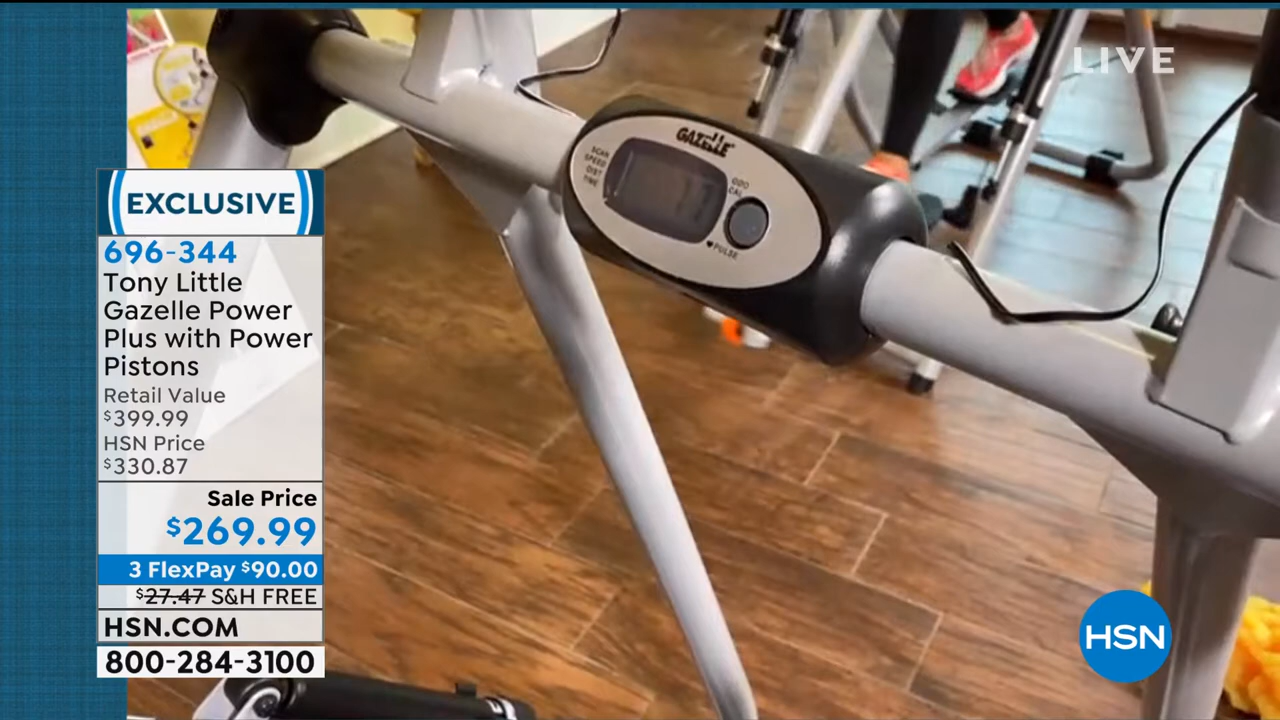 LIVE
EXCLUSIVE
696-344
Tony Little
Gazelle Power
Plus with Power
Pistons
Retail Value
$399.99
HSN Price
$330.87
Sale Price
$269.99
3 FlexPay $90.00
$27.47 S&H FREE
HSN.COM
800-284-3100
GAZELLE
SCAN
SPEED
DIST
TIME
ODO
CAL
♥PULSE
HSN